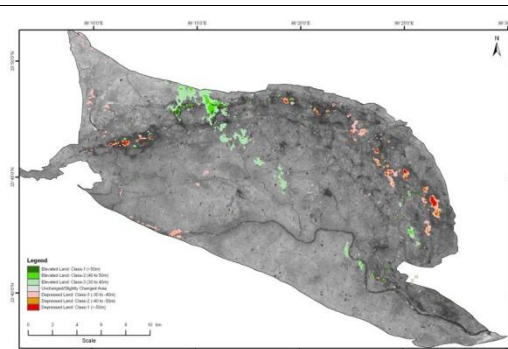 N
Legend
Elevated Land: Class-1 (>50m)
Elevated Land: Class-2 (40 to 50m)
Elevated Land: Class-3 (30 to 40m)
Unchanged/Slightly Changed Area
Depressed Land: Class-3 (-30 to -40m)
Depressed Land: Class-2 (-40 to -50m)
Depressed Land: Class-1
0 2 4 6 8 10 km
Scale